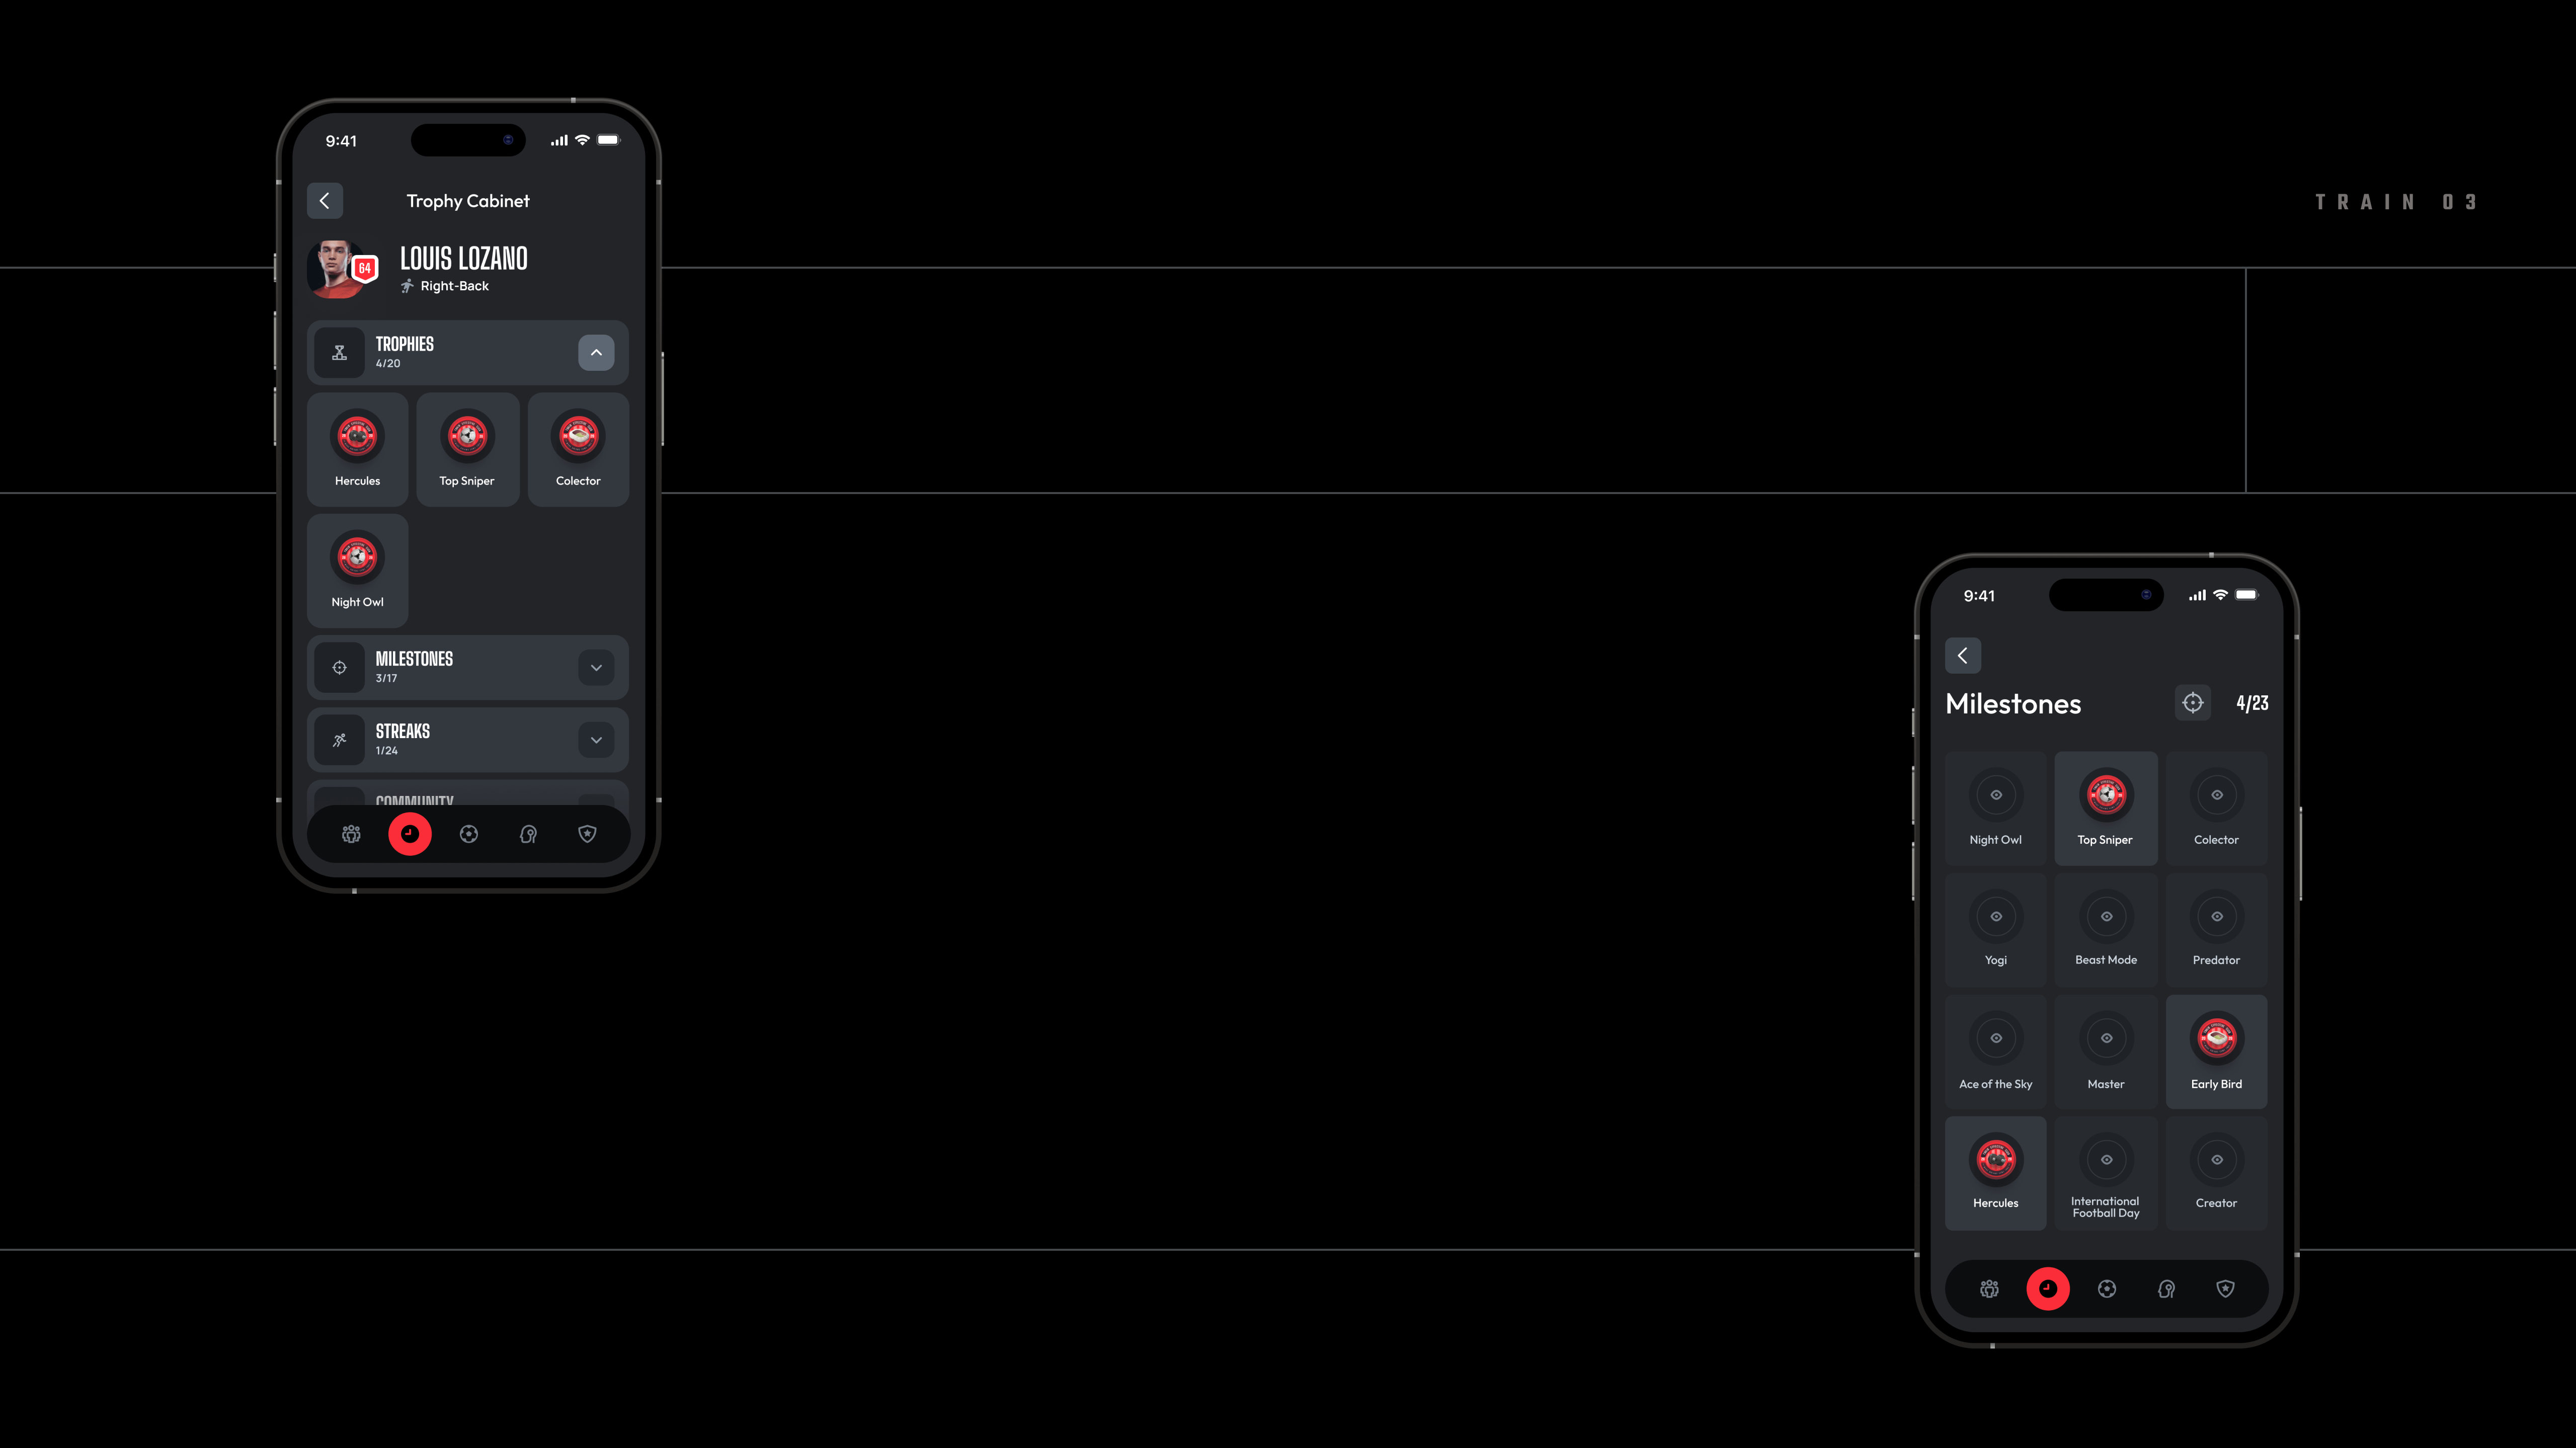 TRAIN 03
9:41
Trophy Cabinet
64
LOUIS LOZANO
Right-Back
TROPHIES
4/20
Hercules
Top Sniper
Colector
Night Owl
MILESTONES
3/17
STREAKS
1/24
COMMUNITY
9:41
Milestones
4/23
Night Owl
Top Sniper
Colector
Yogi
Beast Mode
Predator
Ace of the Sky
Master
Early Bird
Hercules
International
Football Day
Creator